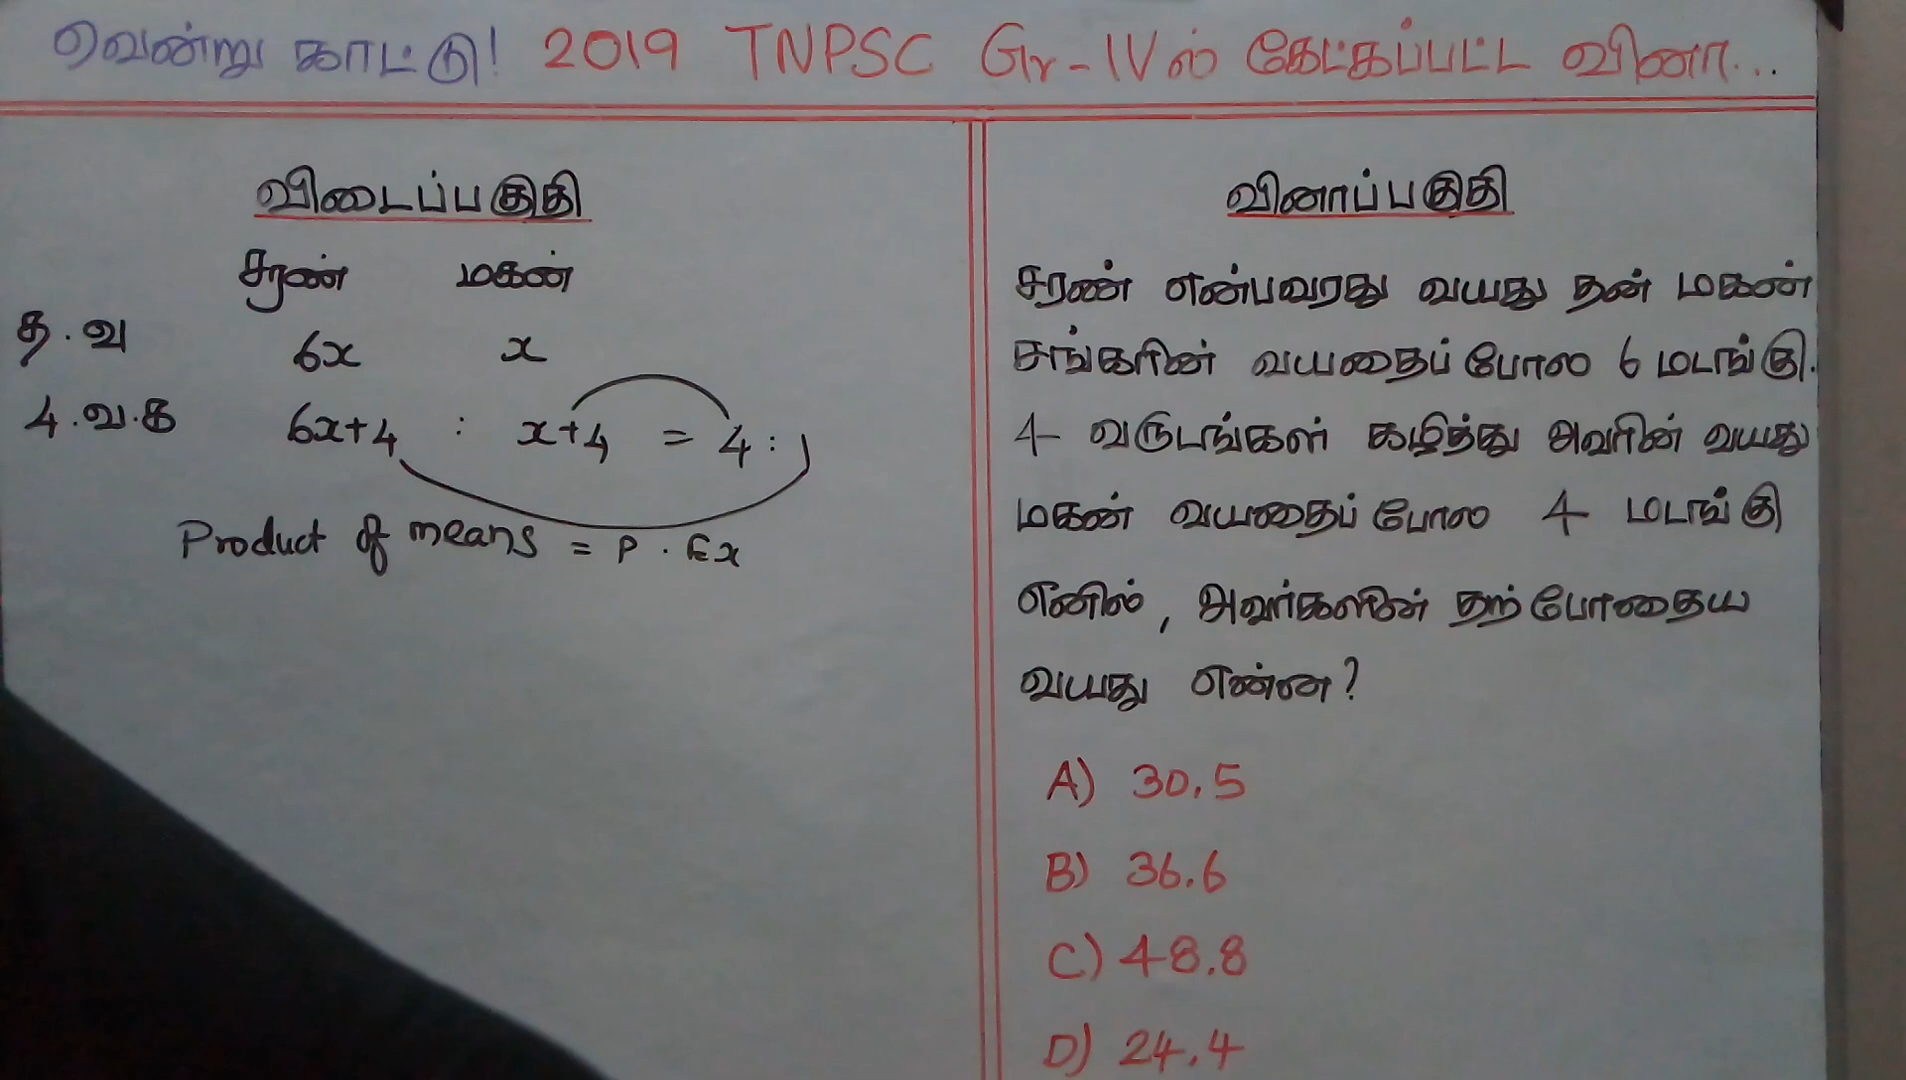 வென்று காட்டு! 2019 TNPSC Gr-IVல் கேட்கப்பட்ட வினா...
விடைப்பகுதி
சரண் மகன்
த.வ 6x x
4.வ.க 6x+4 : x+4 = 4:1
Product of means = P. Ex
வினாப்பகுதி
சரண் என்பவரது வயது தன் மகன்
சங்கரின் வயதைப் போல 6 மடங்கு.
4 வருடங்கள் கழித்து அவரின் வயது
மகன் வயதைப் போல 4 மடங்கு
எனில், அவர்களின் தற்போதைய
வயது என்ன?
A) 30,5
B) 36,6
C) 48,8
D) 24,4